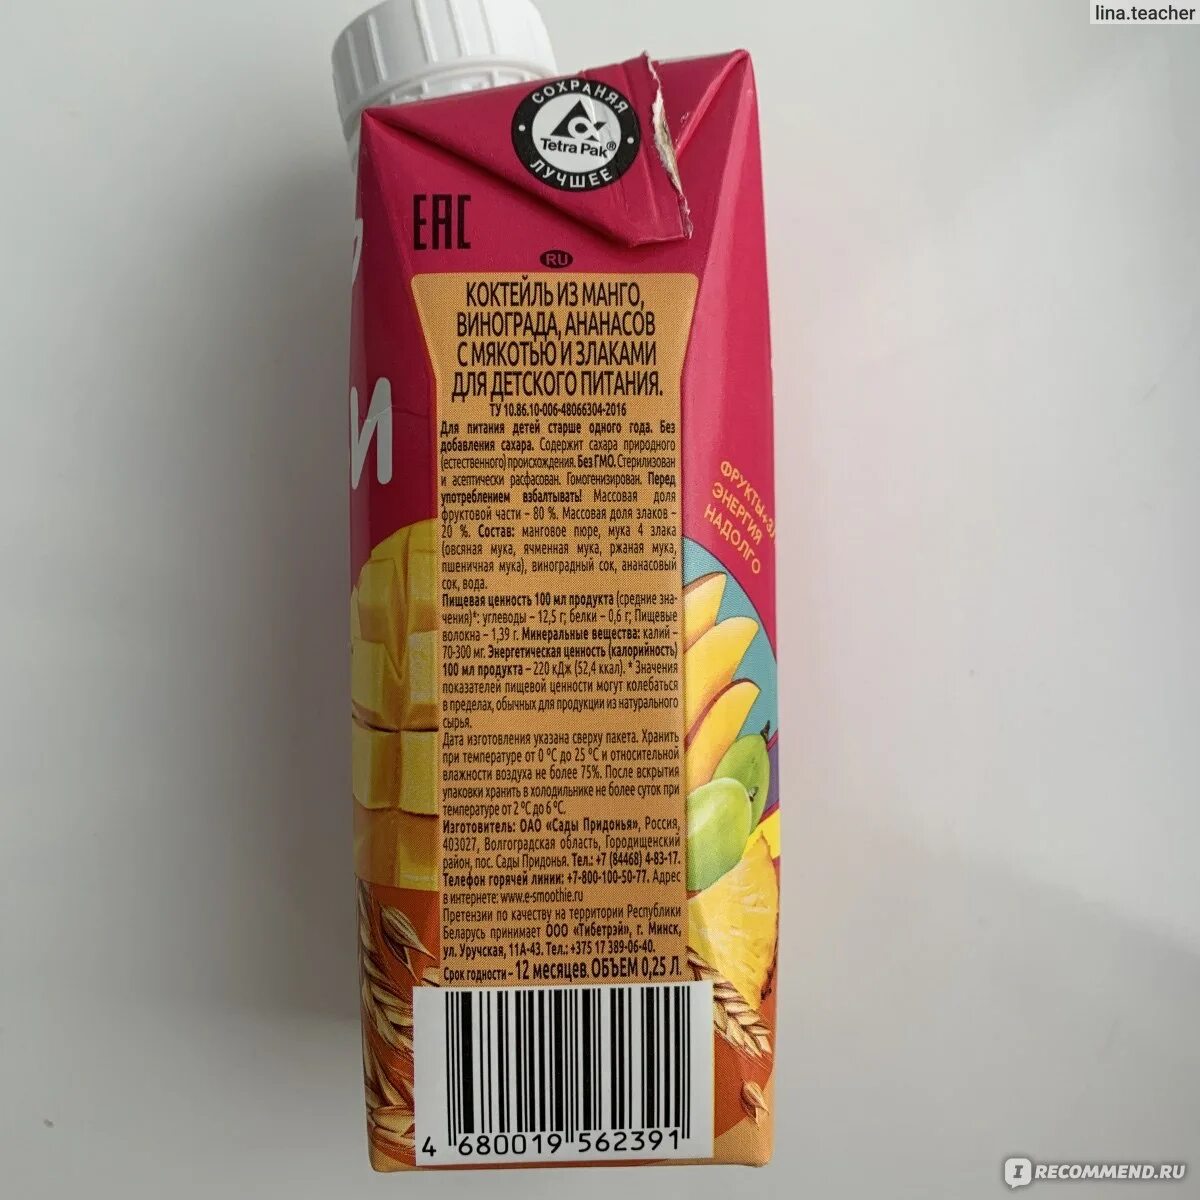 lina.teacher
СОХРАНЯЯ
Tetra Pak®
ЛУЧШЕЕ
ЕАС
RU
КОКТЕЙЛЬ ИЗ МАНГО,
ВИНОГРАДА, АНАНАСОВ
С МЯКОТЬЮ И ЗЛАКАМИ
ДЛЯ ДЕТСКОГО ПИТАНИЯ.
ТУ 10.86.10-006-48066304-2016
Для питания детей старше одного года. Без
добавления сахара. Содержит сахара природного
(естественного) происхождения. Без ГМО. Стерилизован
и асептически расфасован. Гомогенизирован. Перед
употреблением взбалтывать! Массовая доля
фруктовой части – 80 %. Массовая доля злаков –
20 %. Состав: манговое пюре, мука 4 злака
(овсяная мука, ячменная мука, ржаная мука,
пшеничная мука), виноградный сок, ананасовый
сок, вода.
Пищевая ценность 100 мл продукта (средние зна-
чения)*: углеводы – 12,5 г; белки – 0,6 г; Пищевые
волокна – 1,39 г. Минеральные вещества: калий –
70-300 мг. Энергетическая ценность (калорийность)
100 мл продукта – 220 кДж (52,4 ккал). * Значения
показателей пищевой ценности могут колебаться
в пределах, обычных для продукции из натурального
сырья.
Дата изготовления указана сверху пакета. Хранить
при температуре от 0 °С до 25 °С и относительной
влажности воздуха не более 75%. После вскрытия
упаковки хранить в холодильнике не более суток при
температуре от 2 °С до 6 °С.
Изготовитель: ОАО «Сады Придонья», Россия,
403027, Волгоградская область, Городищенский
район, пос. Сады Придонья. Тел.: +7 (84468) 4-83-17.
Телефон горячей линии: +7-800-100-50-77. Адрес
в интернете: www.e-smoothie.ru
Претензии по качеству на территории Республики
Беларусь принимает ООО «Тибетрэй», г. Минск,
ул. Уручская, 11А-43. Тел.: +375 17 389-06-40.
Срок годности – 12 месяцев. ОБЪЕМ 0,25 Л.
4 680019 562391
И
ФРУКТЫ+ЗЛ
ЭНЕРГИЯ
НАДОЛГО
IRECOMMEND.RU